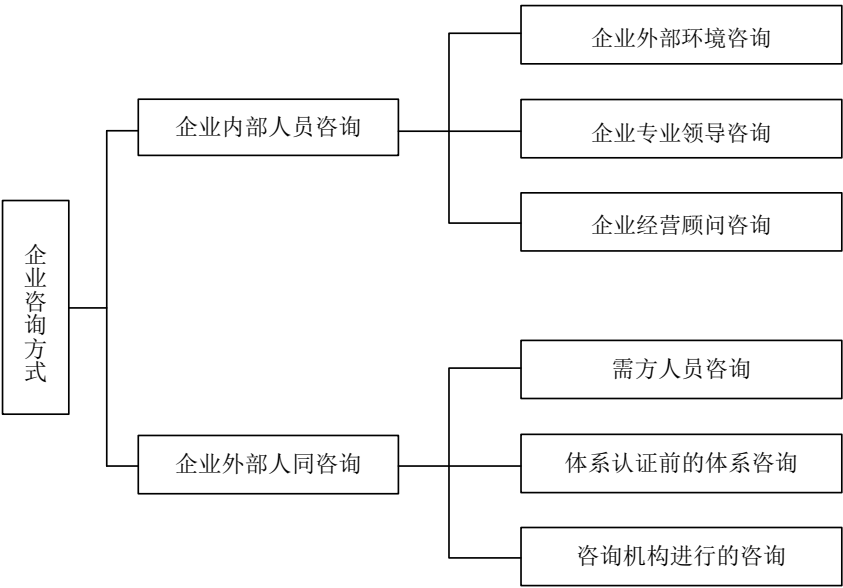 企业咨询方式
企业内部人员咨询
企业外部环境咨询
企业专业领导咨询
企业经营顾问咨询
企业外部人同咨询
需方人员咨询
体系认证前的体系咨询
咨询机构进行的咨询